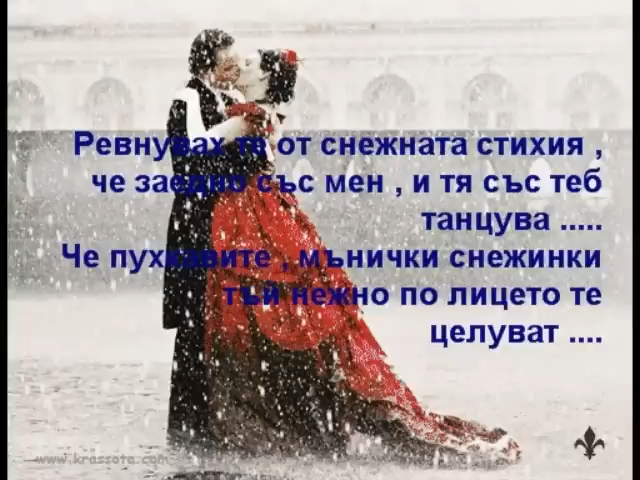 Ревнувах те от снежната стихия ,
че заедно със мен , и тя със теб
танцува .....
Че пухкавите , мънички снежинки
тъй нежно по лицето те
целуват ....
www.krassota.com